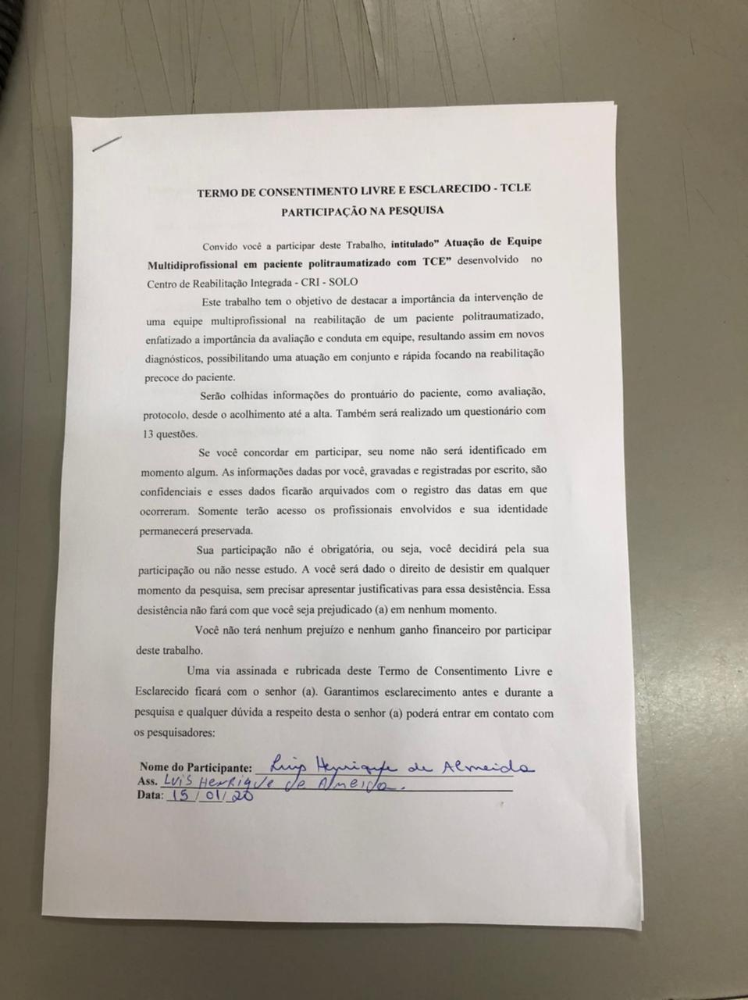 TERMO DE CONSENTIMENTO LIVRE E ESCLARECIDO - TCLE
PARTICIPAÇÃO NA PESQUISA
Convido você a participar deste Trabalho, intitulado” Atuação de Equipe
Multidiprofissional em paciente politraumatizado com TCE” desenvolvido no
Centro de Reabilitação Integrada - CRI - SOLO
Este trabalho tem o objetivo de destacar a importância da intervenção de
uma equipe multiprofissional na reabilitação de um paciente politraumatizado,
enfatizado a importância da avaliação e conduta em equipe, resultando assim em novos
diagnósticos, possibilitando uma atuação em conjunto e rápida focando na reabilitação
precoce do paciente.
Serão colhidas informações do prontuário do paciente, como avaliação,
protocolo, desde o acolhimento até a alta. Também será realizado um questionário com
13 questões.
Se você concordar em participar, seu nome não será identificado em
momento algum. As informações dadas por você, gravadas e registradas por escrito, são
confidenciais e esses dados ficarão arquivados com o registro das datas em que
ocorreram. Somente terão acesso os profissionais envolvidos e sua identidade
permanecerá preservada.
Sua participação não é obrigatória, ou seja, você decidirá pela sua
participação ou não nesse estudo. A você será dado o direito de desistir em qualquer
momento da pesquisa, sem precisar apresentar justificativas para essa desistência. Essa
desistência não fará com que você seja prejudicado (a) em nenhum momento.
Você não terá nenhum prejuízo e nenhum ganho financeiro por participar
deste trabalho.
Uma via assinada e rubricada deste Termo de Consentimento Livre e
Esclarecido ficará com o senhor (a). Garantimos esclarecimento antes e durante a
pesquisa e qualquer dúvida a respeito desta o senhor (a) poderá entrar em contato com
os pesquisadores:
Nome do Participante: Luis Henrique de Almeida
Ass. Luis Henrique de Almeida.
Data: 15/01/20